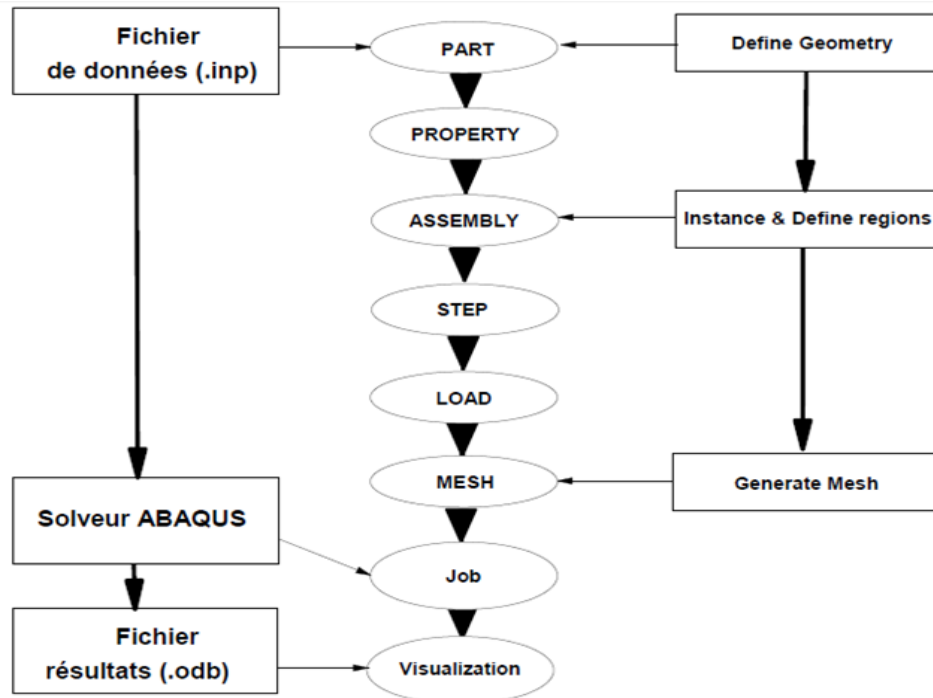 Fichier
de données (.inp)
PART
Define Geometry
PROPERTY
ASSEMBLY
Instance & Define regions
STEP
LOAD
MESH
Generate Mesh
Solveur ABAQUS
Job
Fichier
résultats (.odb)
Visualization